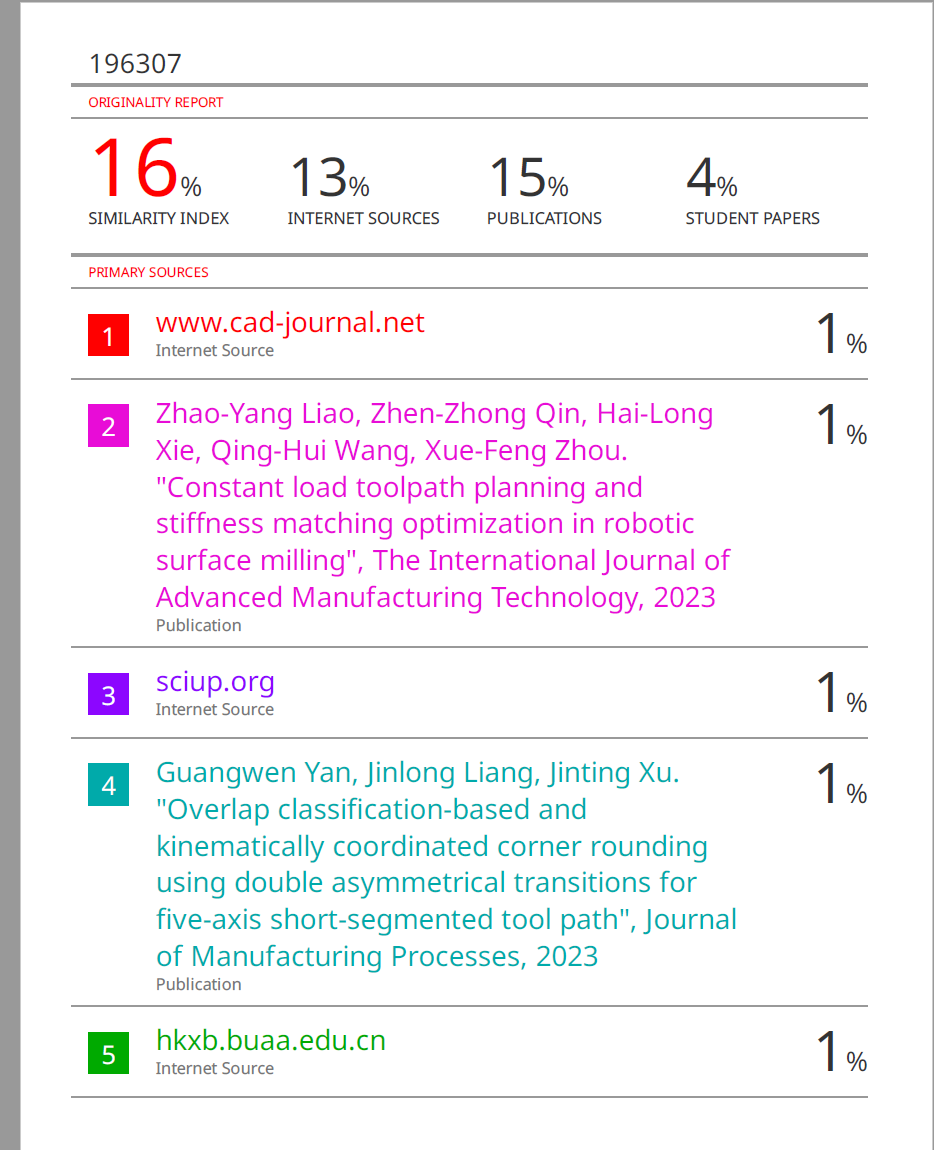 196307
ORIGINALITY REPORT
16%
13%
15%
4%
SIMILARITY INDEX
INTERNET SOURCES
PUBLICATIONS
STUDENT PAPERS
PRIMARY SOURCES
1
www.cad-journal.net
Internet Source
1%
2
Zhao-Yang Liao, Zhen-Zhong Qin, Hai-Long
Xie, Qing-Hui Wang, Xue-Feng Zhou.
"Constant load toolpath planning and
stiffness matching optimization in robotic
surface milling", The International Journal of
Advanced Manufacturing Technology, 2023
Publication
1%
3
sciup.org
Internet Source
1%
4
Guangwen Yan, Jinlong Liang, Jinting Xu.
"Overlap classification-based and
kinematically coordinated corner rounding
using double asymmetrical transitions for
five-axis short-segmented tool path", Journal
of Manufacturing Processes, 2023
Publication
1%
5
hkxb.buaa.edu.cn
Internet Source
1%